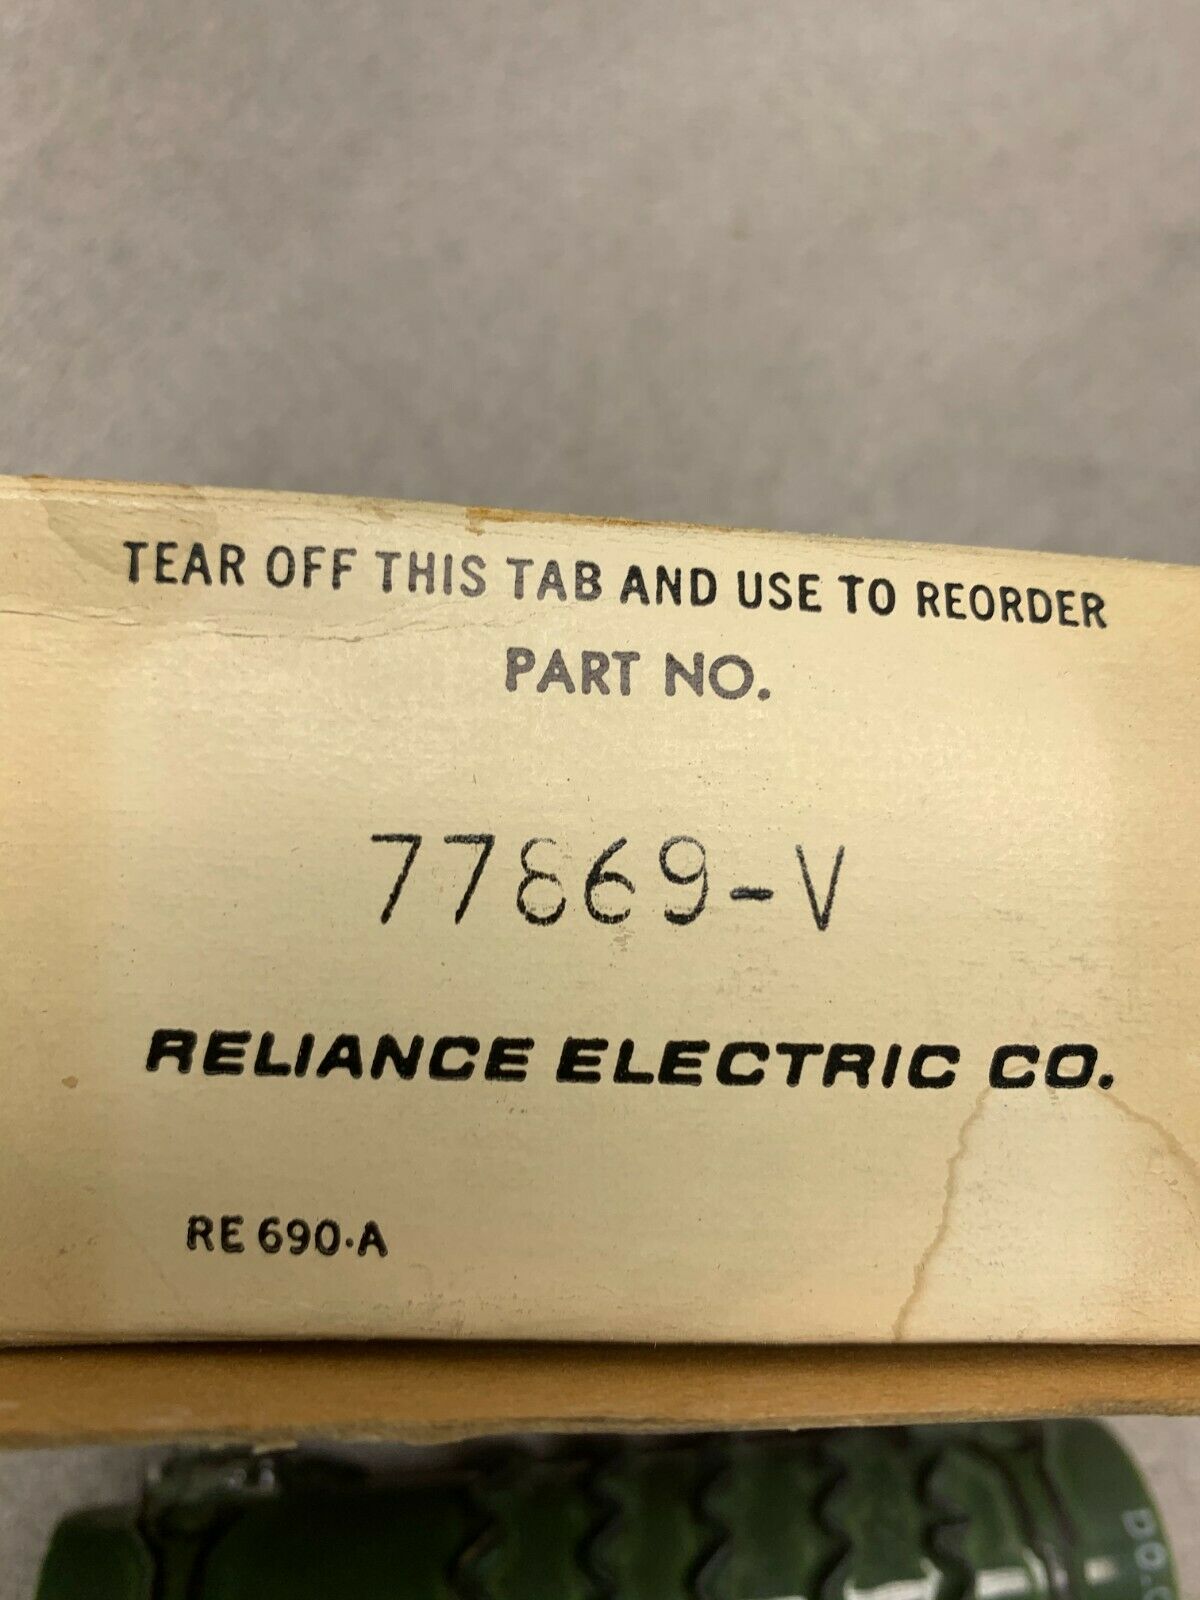 TEAR OFF THIS TAB AND USE TO REORDER
PART NO.
77869-V
RELIANCE ELECTRIC CO.
RE 690-A